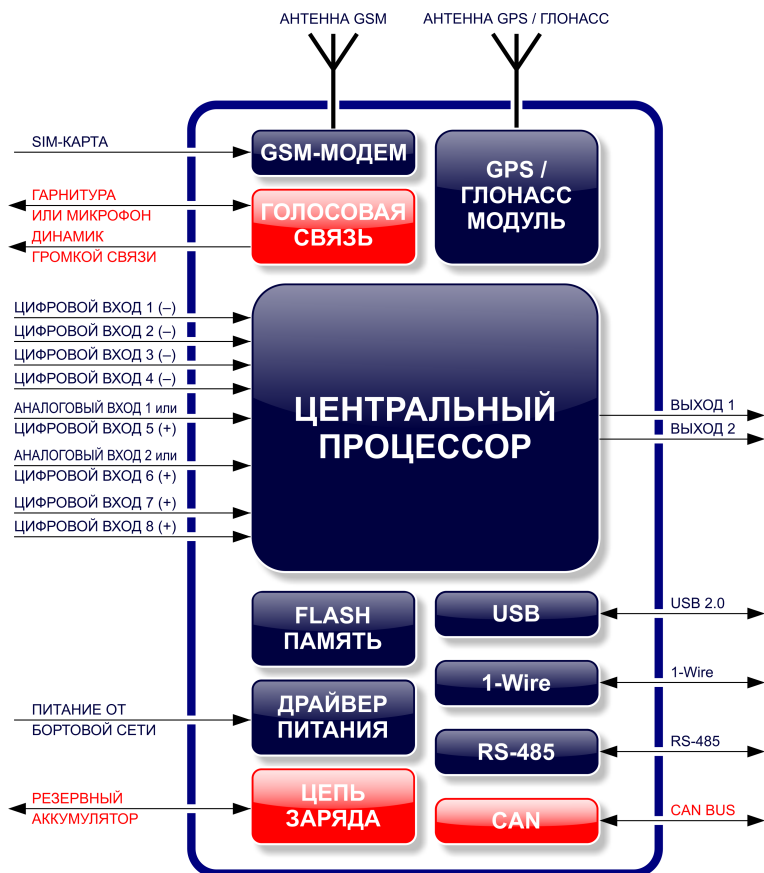 АНТЕННА GSM
АНТЕННА GPS / ГЛОНАСС
SIM-КАРТА
GSM-МОДЕМ
GPS /
ГЛОНАСС
МОДУЛЬ
ГАРНИТУРА
ИЛИ МИКРОФОН
ДИНАМИК
ГРОМКОЙ СВЯЗИ
ГОЛОСОВАЯ
СВЯЗЬ
ЦИФРОВОЙ ВХОД 1 (–)
ЦИФРОВОЙ ВХОД 2 (–)
ЦИФРОВОЙ ВХОД 3 (–)
ЦИФРОВОЙ ВХОД 4 (–)
АНАЛОГОВЫЙ ВХОД 1 или
ЦИФРОВОЙ ВХОД 5 (+)
АНАЛОГОВЫЙ ВХОД 2 или
ЦИФРОВОЙ ВХОД 6 (+)
ЦИФРОВОЙ ВХОД 7 (+)
ЦИФРОВОЙ ВХОД 8 (+)
ЦЕНТРАЛЬНЫЙ
ПРОЦЕССОР
ВЫХОД 1
ВЫХОД 2
FLASH
ПАМЯТЬ
USB
USB 2.0
1-Wire
1-Wire
ПИТАНИЕ ОТ
БОРТОВОЙ СЕТИ
ДРАЙВЕР
ПИТАНИЯ
RS-485
RS-485
РЕЗЕРВНЫЙ
АККУМУЛЯТОР
ЦЕПЬ
ЗАРЯДА
CAN
CAN BUS